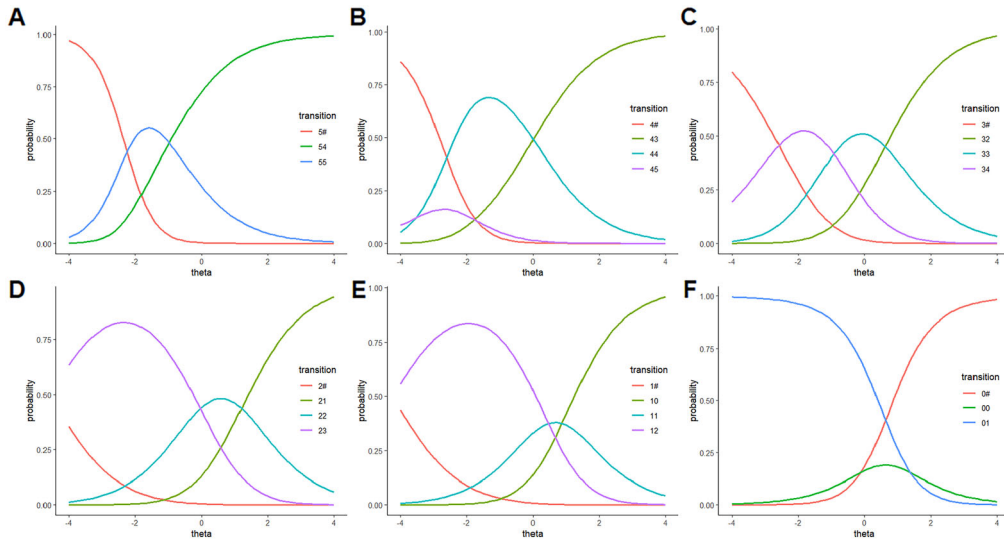 A
1.00
0.75
0.50
0.25
0.00
probability
-4 -2 0 2 4
theta
transition
5#
54
55
B
1.00
0.75
0.50
0.25
0.00
probability
-4 -2 0 2 4
theta
transition
4#
43
44
45
C
1.00
0.75
0.50
0.25
0.00
probability
-4 -2 0 2 4
theta
transition
3#
32
33
34
D
1.00
0.75
0.50
0.25
0.00
probability
-4 -2 0 2 4
theta
transition
2#
21
22
23
E
1.00
0.75
0.50
0.25
0.00
probability
-4 -2 0 2 4
theta
transition
1#
10
11
12
F
1.00
0.75
0.50
0.25
0.00
probability
-4 -2 0 2 4
theta
transition
0#
00
01